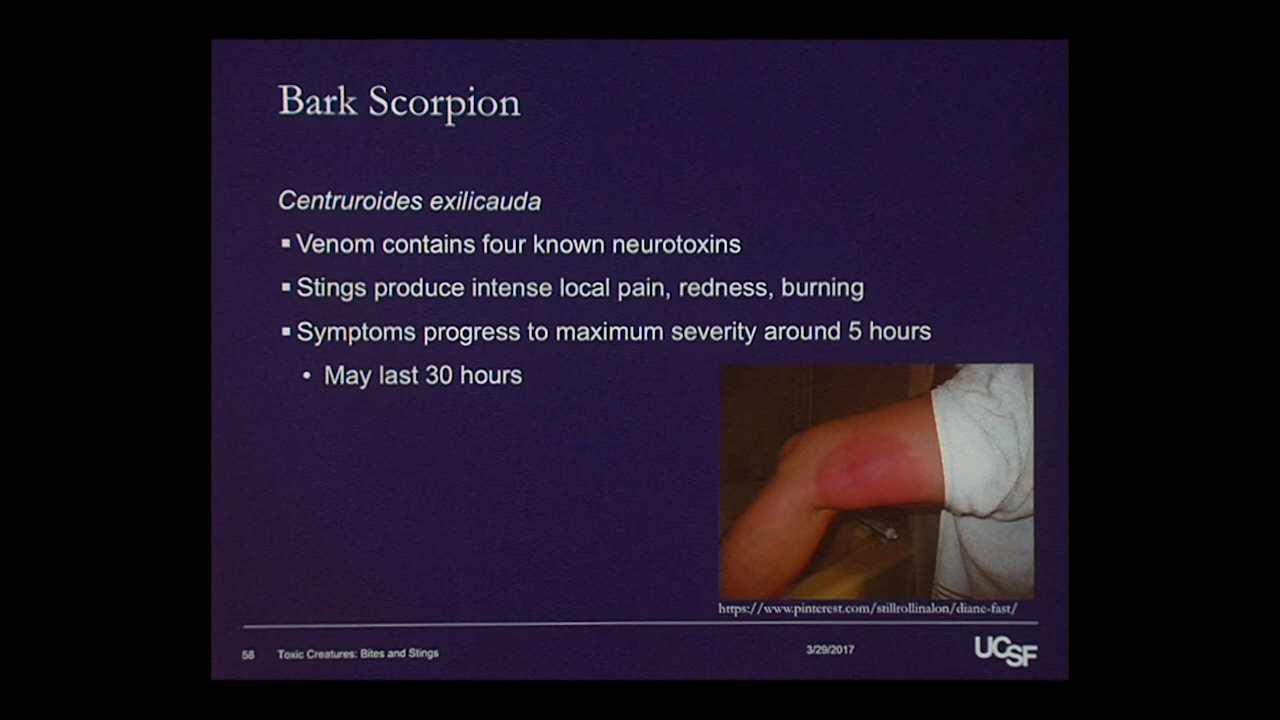 Bark Scorpion
Centruroides exilicauda
▪ Venom contains four known neurotoxins
▪ Stings produce intense local pain, redness, burning
▪ Symptoms progress to maximum severity around 5 hours
• May last 30 hours
https://www.pinterest.com/stillrollinalon/diane-fast/
58 Toxic Creatures: Bites and Stings 3/29/2017 UCSF